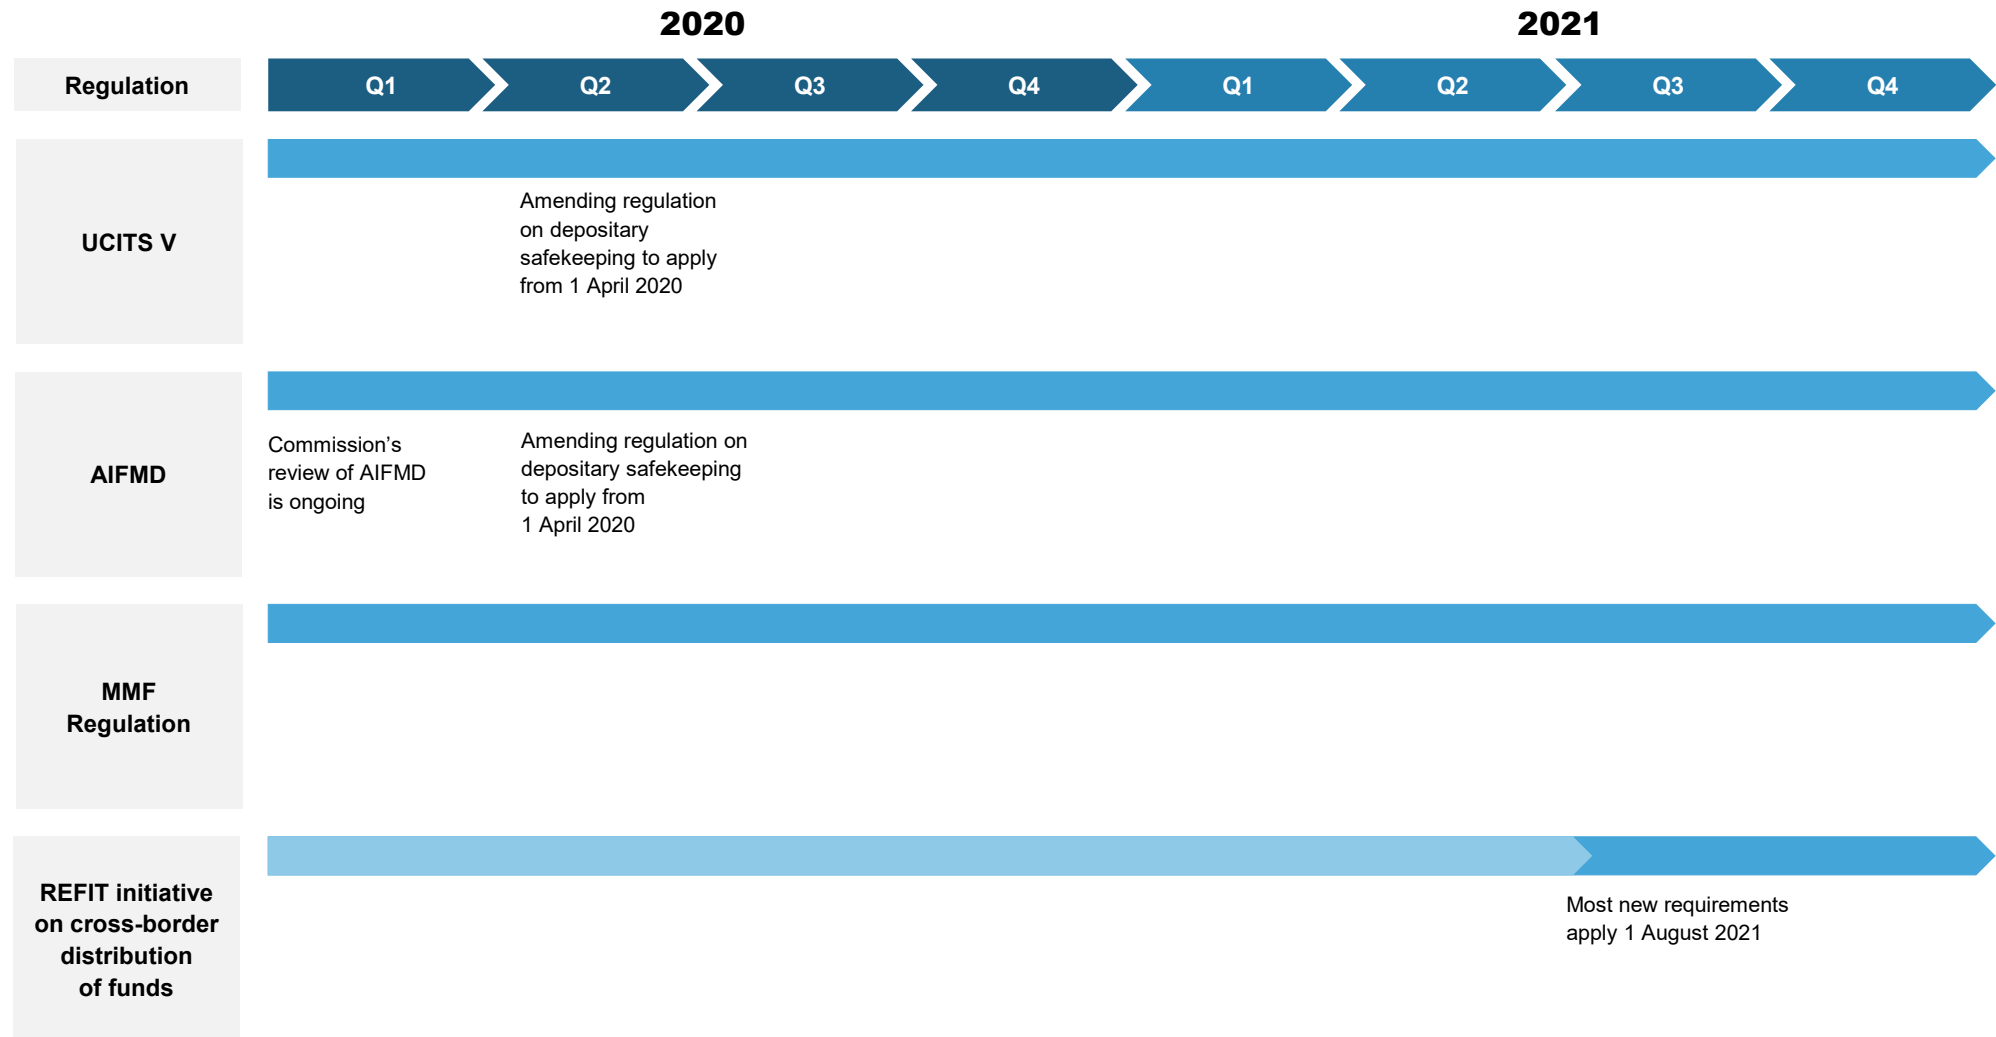 2020
2021
Regulation
Q1
Q2
Q3
Q4
Q1
Q2
Q3
Q4
UCITS V
Amending regulation
on depositary
safekeeping to apply
from 1 April 2020
AIFMD
Commission’s
review of AIFMD
is ongoing
Amending regulation on
depositary safekeeping
to apply from
1 April 2020
MMF
Regulation
REFIT initiative
on cross-border
distribution
of funds
Most new requirements
apply 1 August 2021